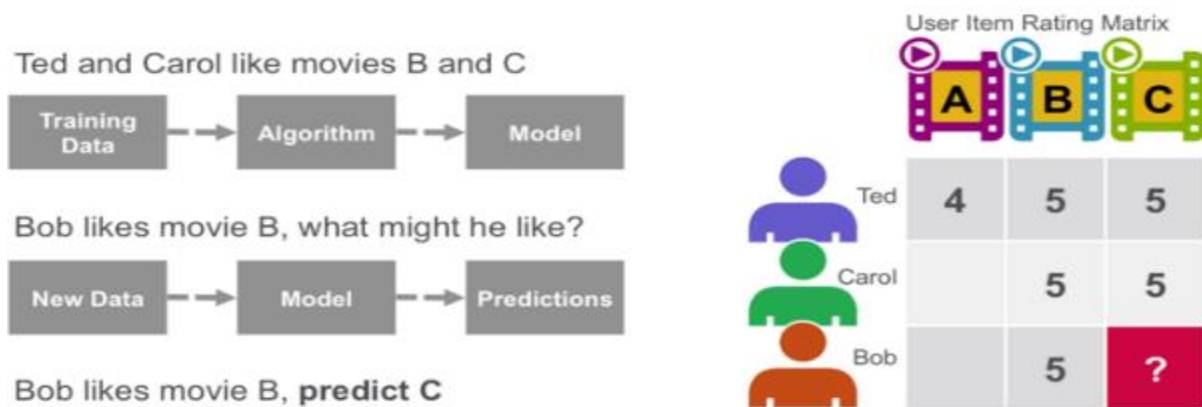 Ted and Carol like movies B and C
Training
Data
Algorithm
Model
Bob likes movie B, what might he like?
New Data
Model
Predictions
Bob likes movie B, predict C
User Item Rating Matrix
A
B
C
Ted
4
5
5
Carol
5
5
Bob
5
?